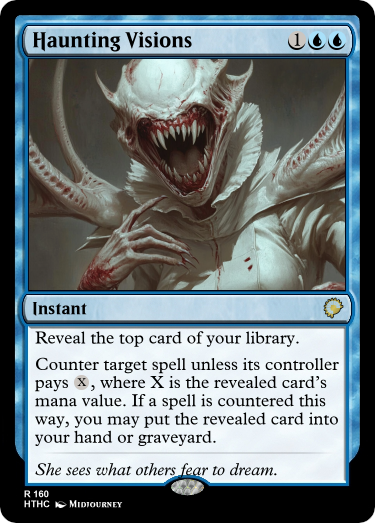 Haunting Visions 1
Instant
Reveal the top card of your library.
Counter target spell unless its controller
pays X, where X is the revealed card's
mana value. If a spell is countered this
way, you may put the revealed card into
your hand or graveyard.
She sees what others fear to dream.
R 160
HTHC Midjourney